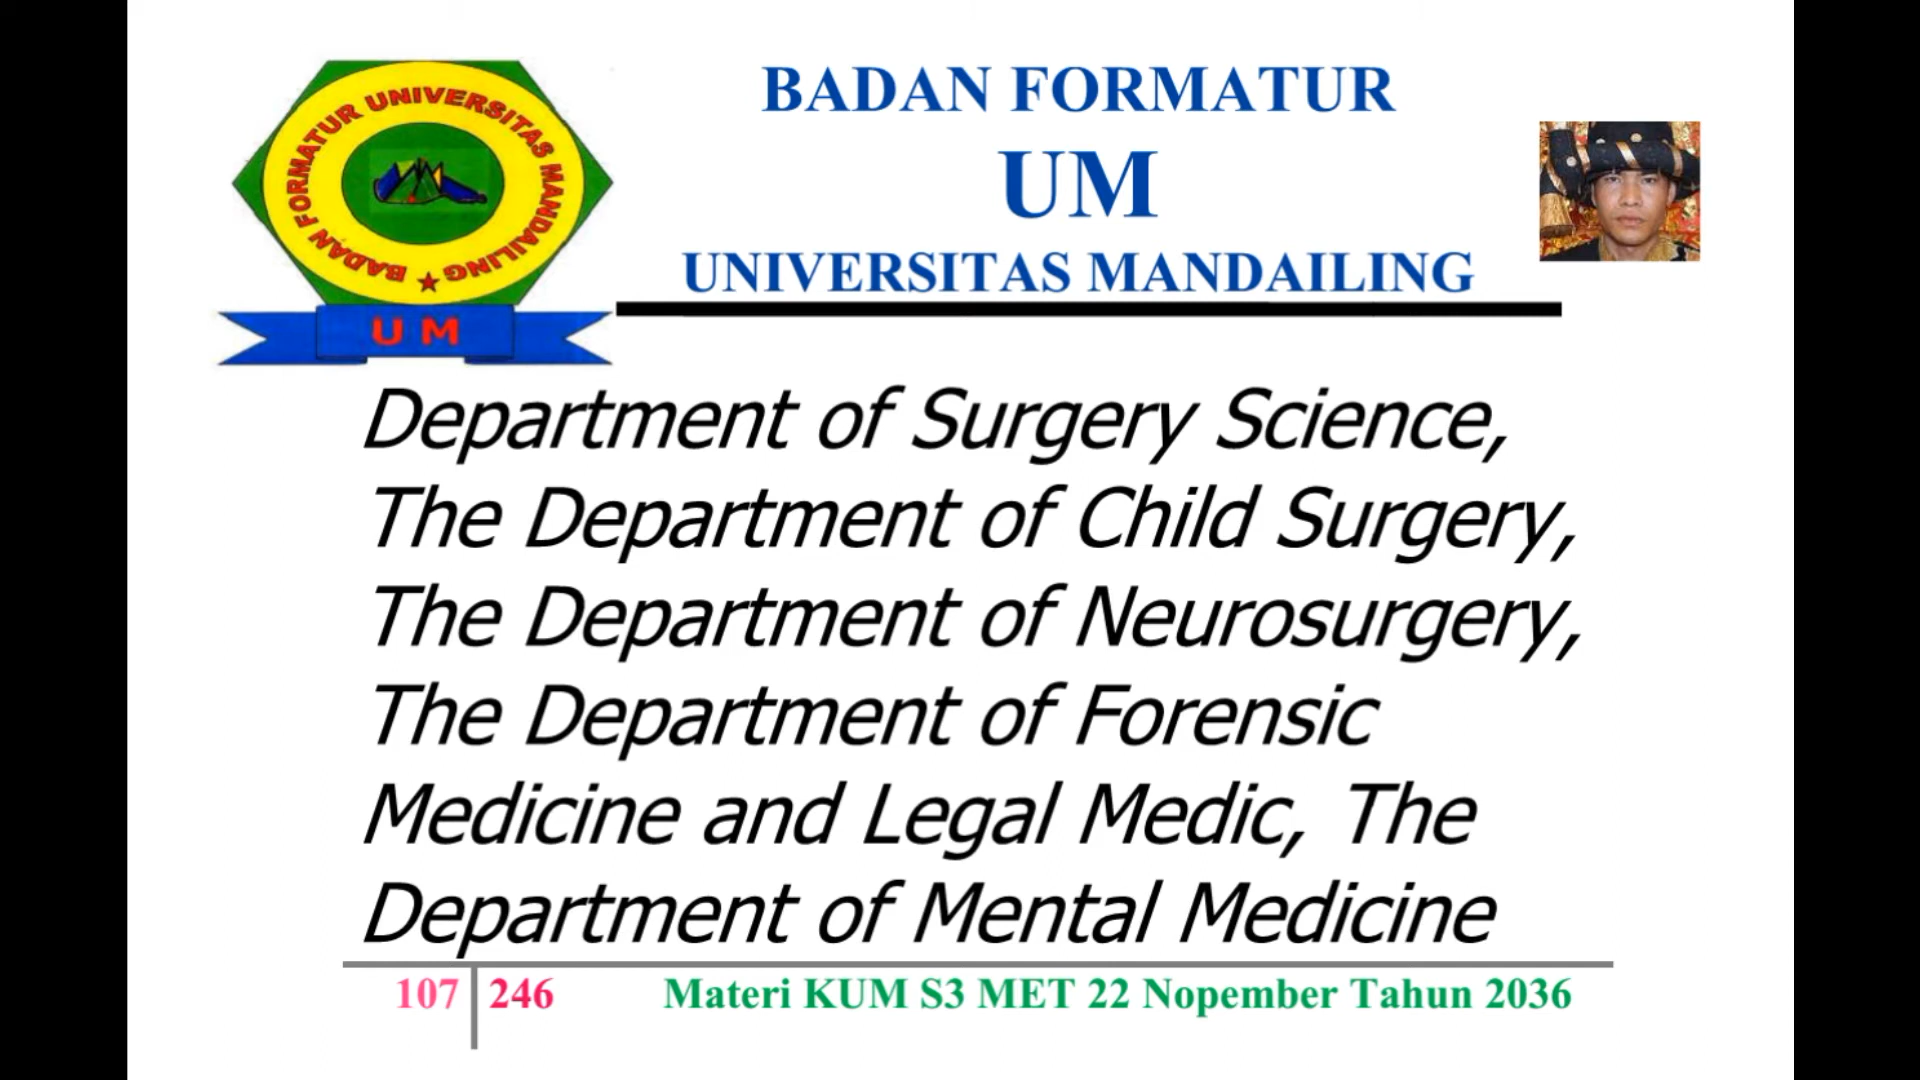 BADAN FORMATUR UNIVERSITAS MANDAILING
U M
BADAN FORMATUR
UM
UNIVERSITAS MANDAILING
Department of Surgery Science,
The Department of Child Surgery,
The Department of Neurosurgery,
The Department of Forensic
Medicine and Legal Medic, The
Department of Mental Medicine
107 246 Materi KUM S3 MET 22 Nopember Tahun 2036